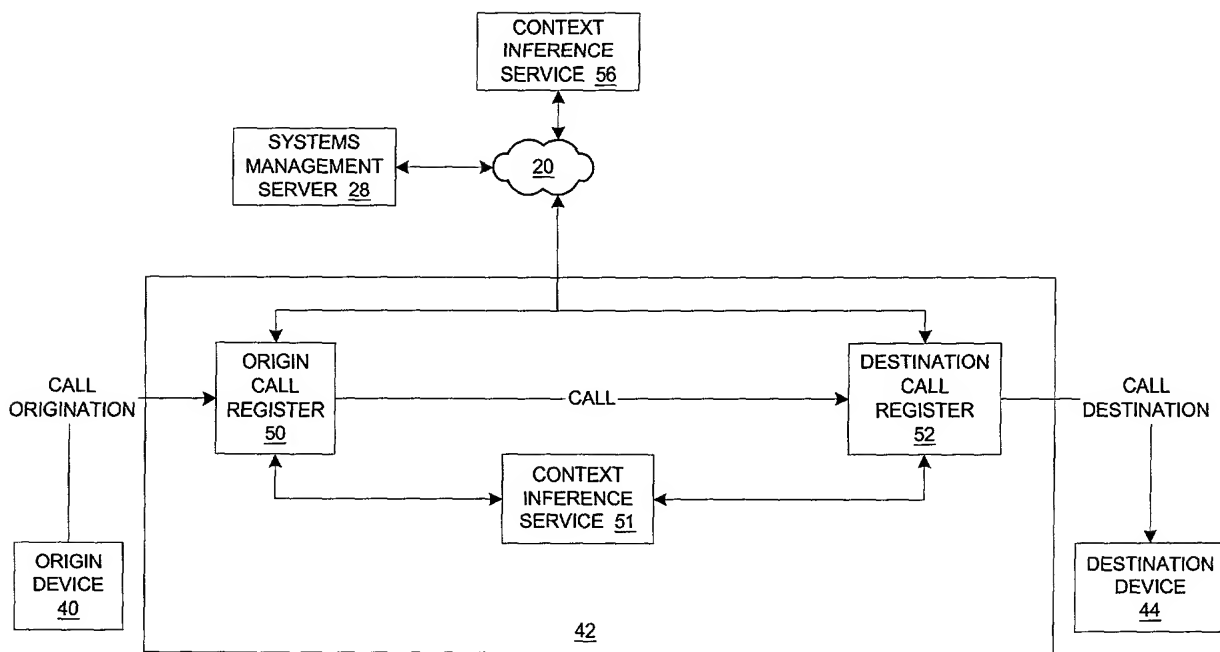 CONTEXT
INFERENCE
SERVICE 56
SYSTEMS
MANAGEMENT
SERVER 28
20
ORIGIN
CALL
REGISTER
50
DESTINATION
CALL
REGISTER
52
CALL
ORIGINATION
CALL
CALL
DESTINATION
CONTEXT
INFERENCE
SERVICE 51
ORIGIN
DEVICE
40
DESTINATION
DEVICE
44
42